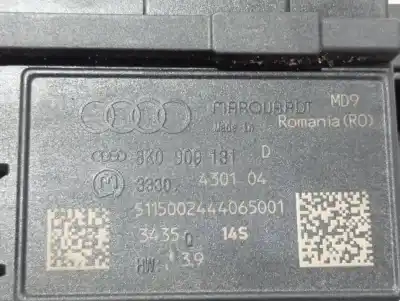 MARQUARDT MD9
Made in Romania (RO)
8K0 909 131 D
M 3330. 4301 04
5115002444065001
3435 Q 14S
HW: 39